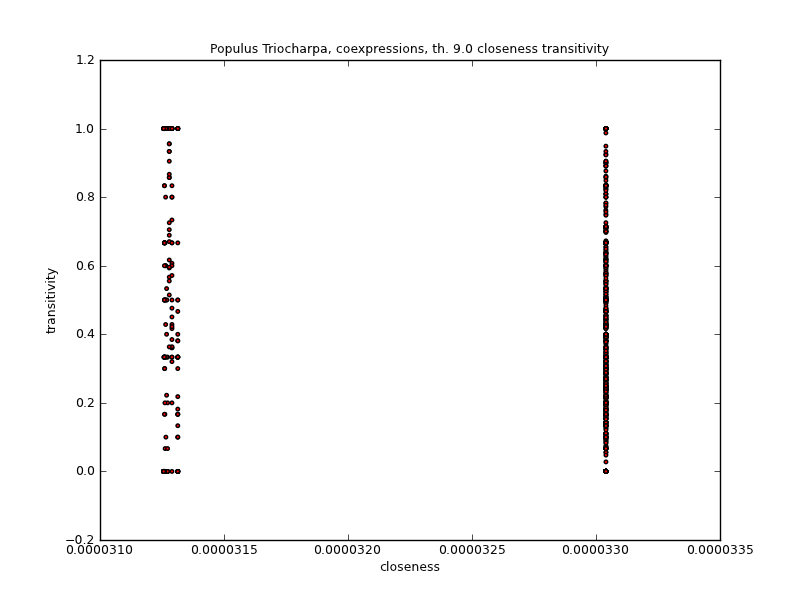 Populus Triocharpa, coexpressions, th. 9.0 closeness transitivity
1.2
1.0
0.8
0.6
0.4
0.2
0.0
−0.2
transitivity
0.0000310 0.0000315 0.0000320 0.0000325 0.0000330 0.0000335
closeness